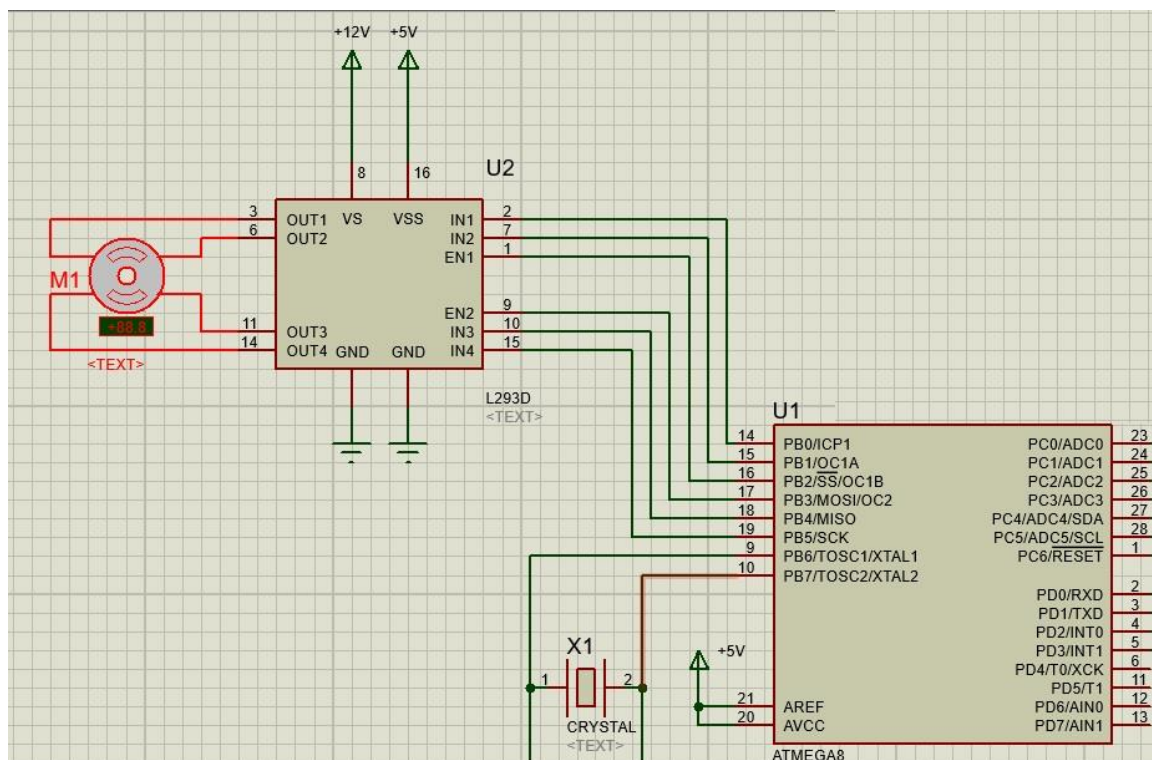 +12V +5V
8 16
U2
3 OUT1 VS VSS IN1 2
6 OUT2 IN2 7
EN1 1
M1
+88.8
<TEXT>
EN2 9
11 OUT3 IN3 10
14 OUT4 GND GND IN4 15
L293D
<TEXT>
U1
14 PB0/ICP1 PC0/ADC0 23
15 PB1/OC1A PC1/ADC1 24
16 PB2/SS/OC1B PC2/ADC2 25
17 PB3/MOSI/OC2 PC3/ADC3 26
18 PB4/MISO PC4/ADC4/SDA 27
19 PB5/SCK PC5/ADC5/SCL 28
9 PB6/TOSC1/XTAL1 PC6/RESET 1
10 PB7/TOSC2/XTAL2
PD0/RXD 2
PD1/TXD 3
PD2/INT0 4
PD3/INT1 5
PD4/T0/XCK 6
PD5/T1 11
PD6/AIN0 12
PD7/AIN1 13
X1
1 2
CRYSTAL
<TEXT>
+5V
21 AREF
20 AVCC
ATMEGA8